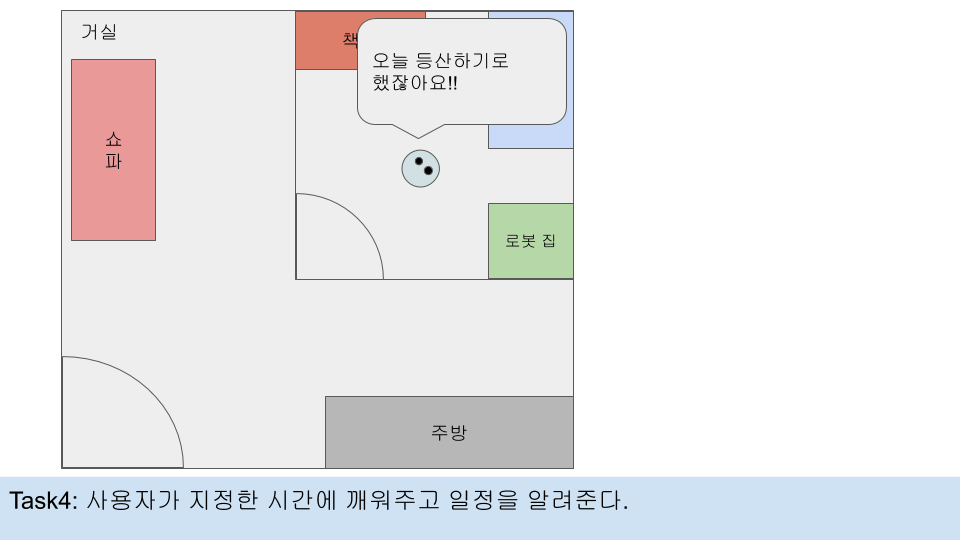 거실
책
오늘 등산하기로
했잖아요!!
쇼
파
로봇 집
주방
Task4: 사용자가 지정한 시간에 깨워주고 일정을 알려준다.